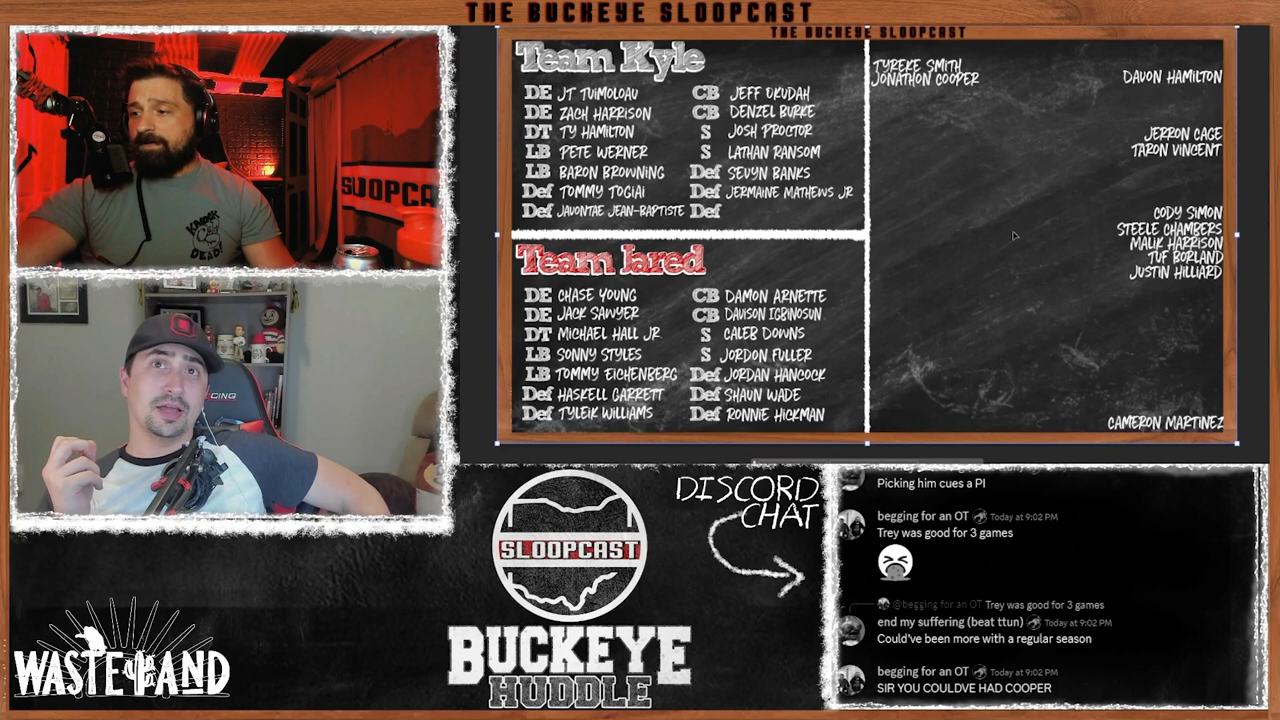 THE BUCKEYE SLOOPCAST
THE BUCKEYE SLOOPCAST
SLOOPCA
KNOCK
DEAD
Team Kyle
DE JT TUIMOLOAU
DE ZACH HARRISON
DT TY HAMILTON
LB PETE WERNER
LB BARON BROWNING
Def TOMMY TOGIAI
Def JAVONTAE JEAN-BAPTISTE
CB JEFF OKUDAH
CB DENZEL BURKE
S JOSH PROCTOR
S LATHAN RANSOM
Def SEVYN BANKS
Def JERMAINE MATHEWS JR
Def
Team Jared
DE CHASE YOUNG
DE JACK SAWYER
DT MICHAEL HALL JR
LB SONNY STYLES
LB TOMMY EICHENBERG
Def HASKELL GARRETT
Def TYLEIK WILLIAMS
CB DAMON ARNETTE
CB DAVISON IGBINOSUN
S CALEB DOWNS
S JORDON FULLER
Def JORDAN HANCOCK
Def SHAUN WADE
Def RONNIE HICKMAN
TYREKE SMITH
JONATHON COOPER
DAVON HAMILTON
JERRON CAGE
TARON VINCENT
CODY SIMON
STEELE CHAMBERS
MALIK HARRISON
TUF BORLAND
JUSTIN HILLIARD
CAMERON MARTINEZ
WASTELAND
SLOOPCAST
BUCKEYE
HUDDLE
DISCORD
CHAT
Picking him cues a PI
begging for an OT Today at 9:02 PM
Trey was good for 3 games
@begging for an OT Trey was good for 3 games
end my suffering (beat ttun) Today at 9:02 PM
Could've been more with a regular season
begging for an OT Today at 9:02 PM
SIR YOU COULDVE HAD COOPER